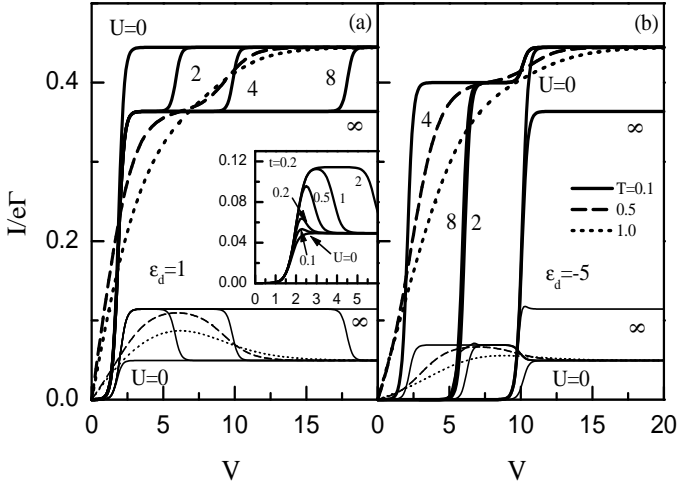 (a)
U=0
2
4
8
∞
0.4
I/eΓ
0.2
0.0
t=0.2
0.12
0.08
0.04
0.00
2
1
0.5
0.2
0.1
U=0
0 1 2 3 4 5
ε_d=1
∞
U=0
0 5 10 15
V
(b)
U=0
4
8
2
∞
T=0.1
0.5
1.0
ε_d=-5
∞
U=0
0 5 10 15 20
V